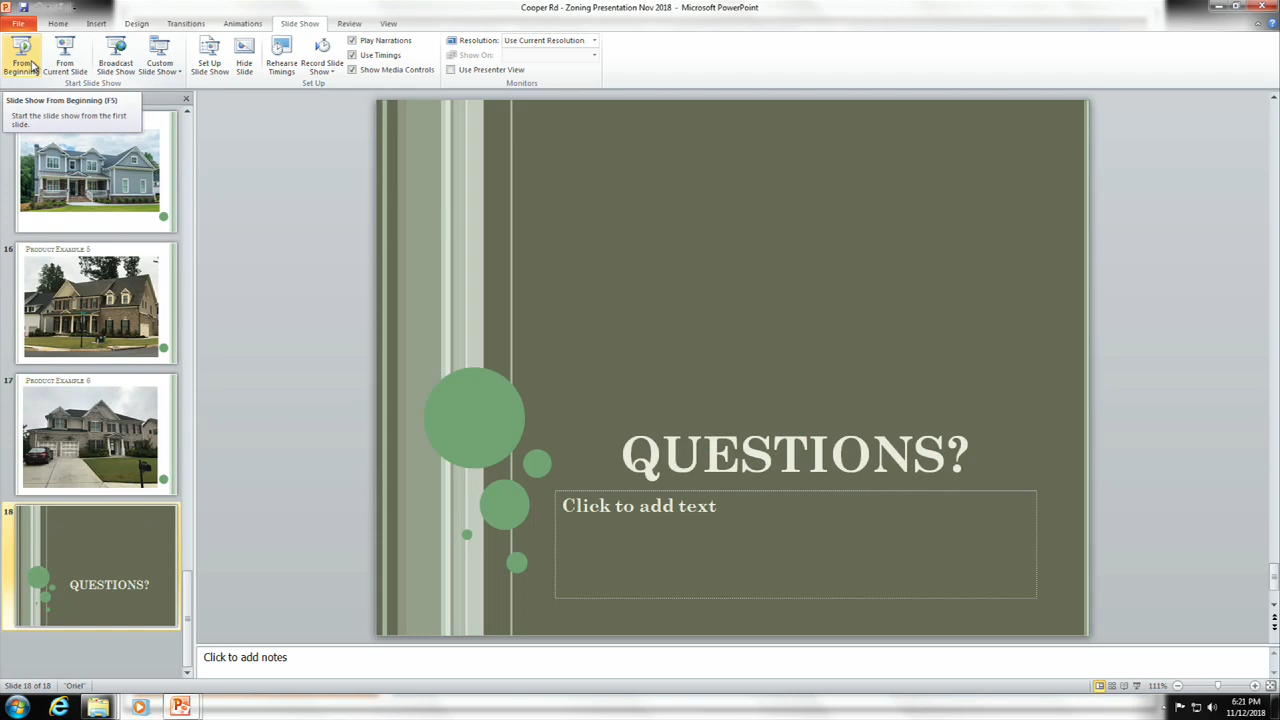 Cooper Rd - Zoning Presentation Nov 2018 - Microsoft PowerPoint
File Home Insert Design Transitions Animations Slide Show Review View
From Beginning
From Current Slide
Broadcast Slide Show
Custom Slide Show
Set Up Slide Show
Hide Slide
Rehearse Timings
Record Slide Show
Play Narrations
Use Timings
Show Media Controls
Resolution: Use Current Resolution
Show On:
Use Presenter View
Start Slide Show
Set Up
Monitors
Slide Show From Beginning (F5)
Start the slide show from the first
slide.
16 Product Example 5
17 Product Example 6
18
QUESTIONS?
QUESTIONS?
Click to add text
Click to add notes
Slide 18 of 18 "Oriel" 111%
6:21 PM
11/12/2018